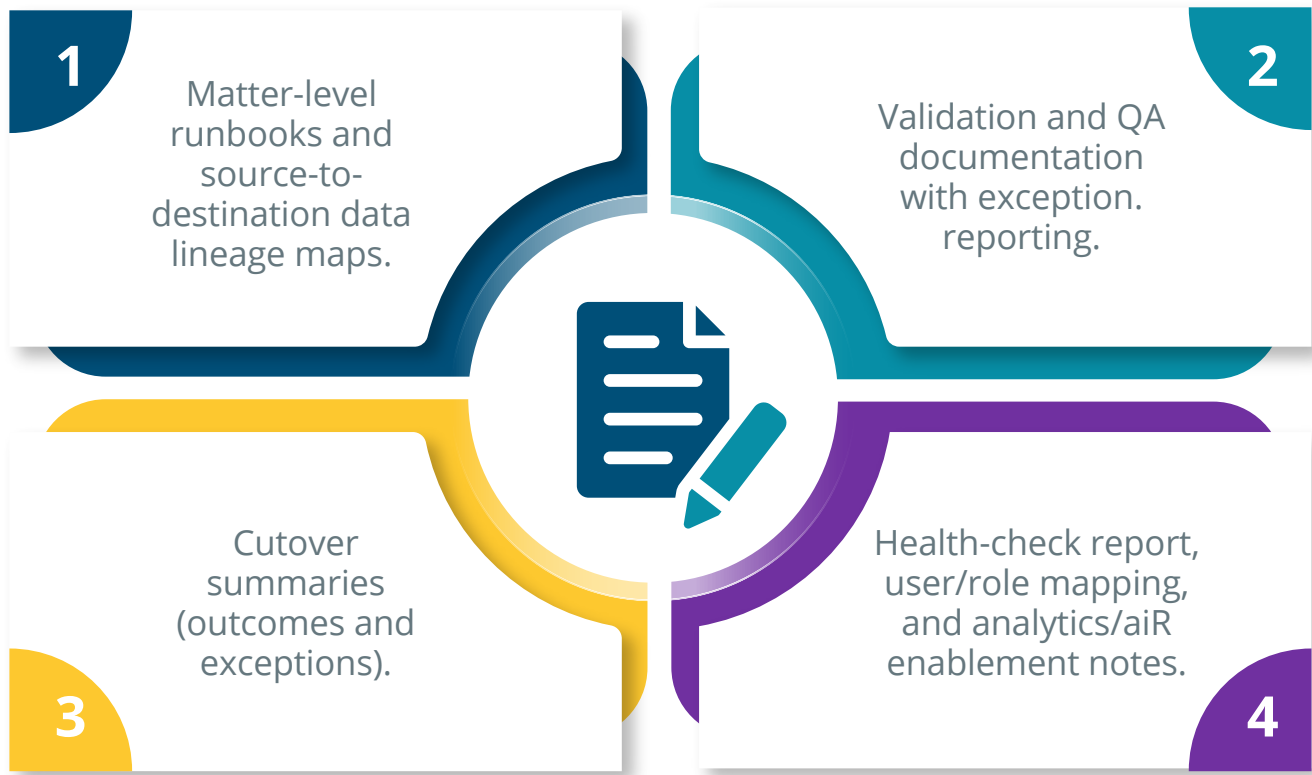 1
Matter-level
runbooks and
source-to-
destination data
lineage maps.
2
Validation and QA
documentation
with exception.
reporting.
3
Cutover
summaries
(outcomes and
exceptions).
4
Health-check report,
user/role mapping,
and analytics/aiR
enablement notes.